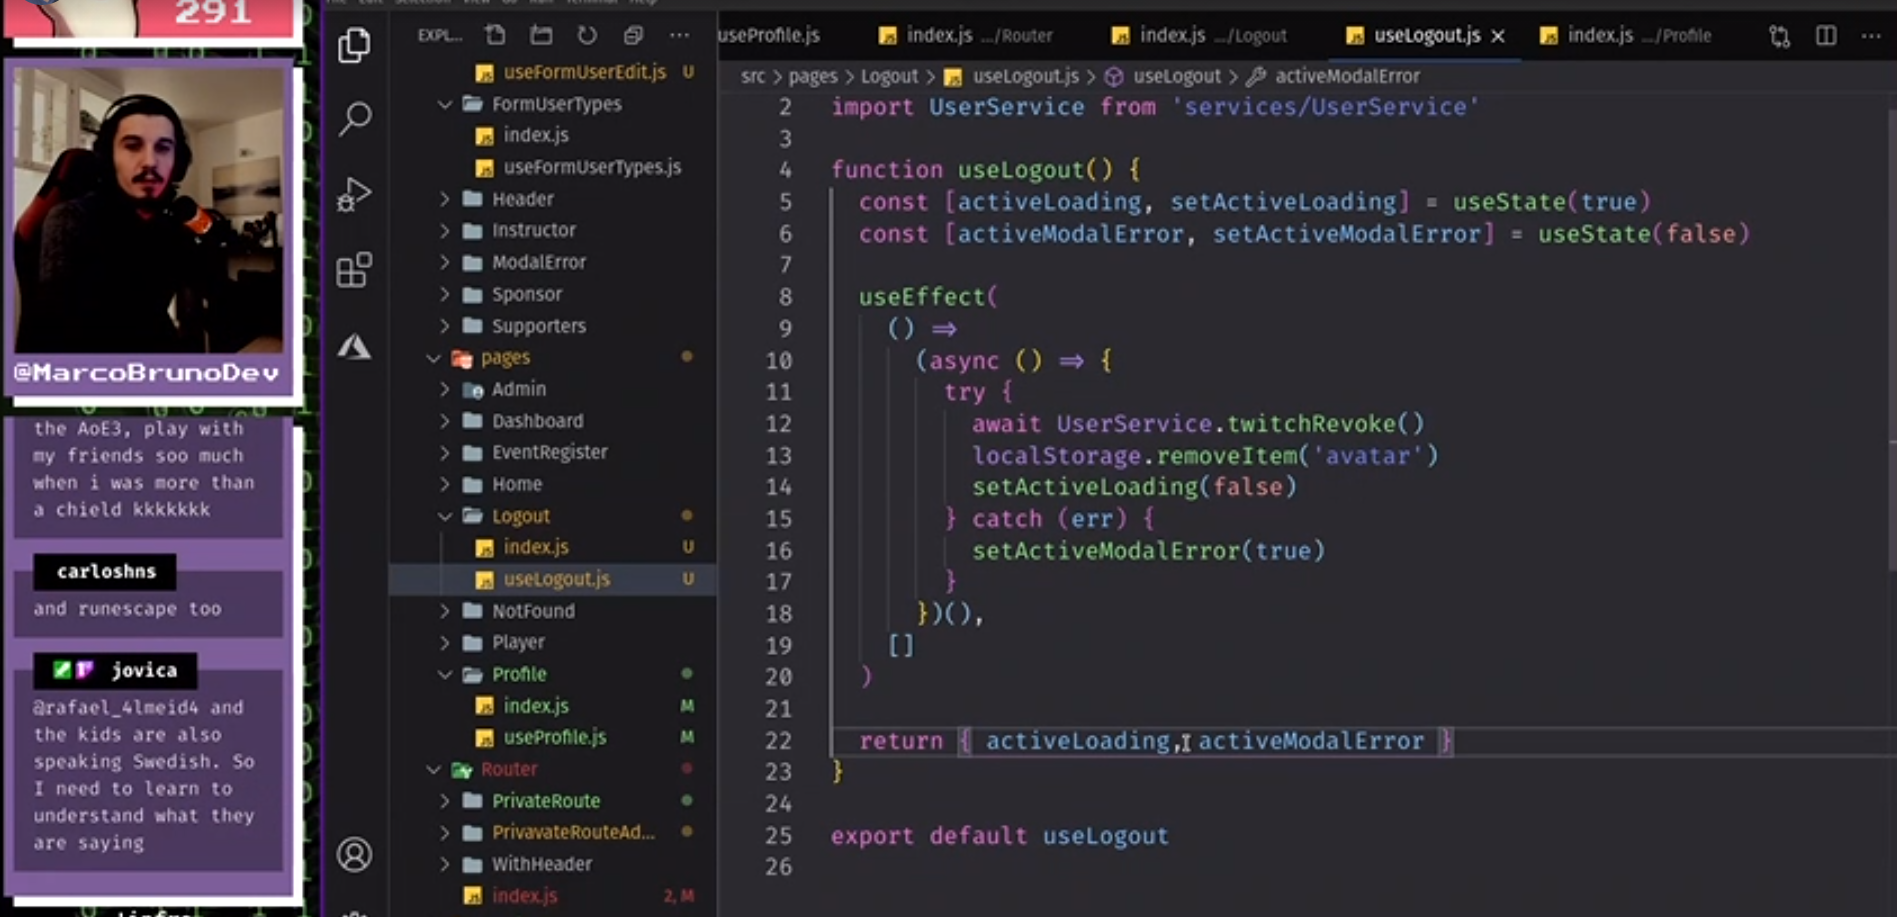 291
@MarcoBrunoDev
the AoE3, play with
my friends soo much
when i was more than
a chield kkkkkkk
carloshns
and runescape too
jovica
@rafael_4lmeid4 and
the kids are also
speaking Swedish. So
I need to learn to
understand what they
are saying
EXPL...
useFormUserEdit.js U
FormUserTypes
index.js
useFormUserTypes.js
Header
Instructor
ModalError
Sponsor
Supporters
pages
Admin
Dashboard
EventRegister
Home
Logout
index.js U
useLogout.js U
NotFound
Player
Profile
index.js M
useProfile.js M
Router
PrivateRoute
PrivavateRouteAd...
WithHeader
index.js 2, M
useProfile.js index.js .../Router index.js .../Logout useLogout.js index.js .../Profile
src > pages > Logout > useLogout.js > useLogout > activeModalError
2 import UserService from 'services/UserService'
3
4 function useLogout() {
5 const [activeLoading, setActiveLoading] = useState(true)
6 const [activeModalError, setActiveModalError] = useState(false)
7
8 useEffect(
9 () =>
10 (async () => {
11 try {
12 await UserService.twitchRevoke()
13 localStorage.removeItem('avatar')
14 setActiveLoading(false)
15 } catch (err) {
16 setActiveModalError(true)
17 }
18 })(),
19 []
20 )
21
22 return { activeLoading, activeModalError }
23 }
24
25 export default useLogout
26